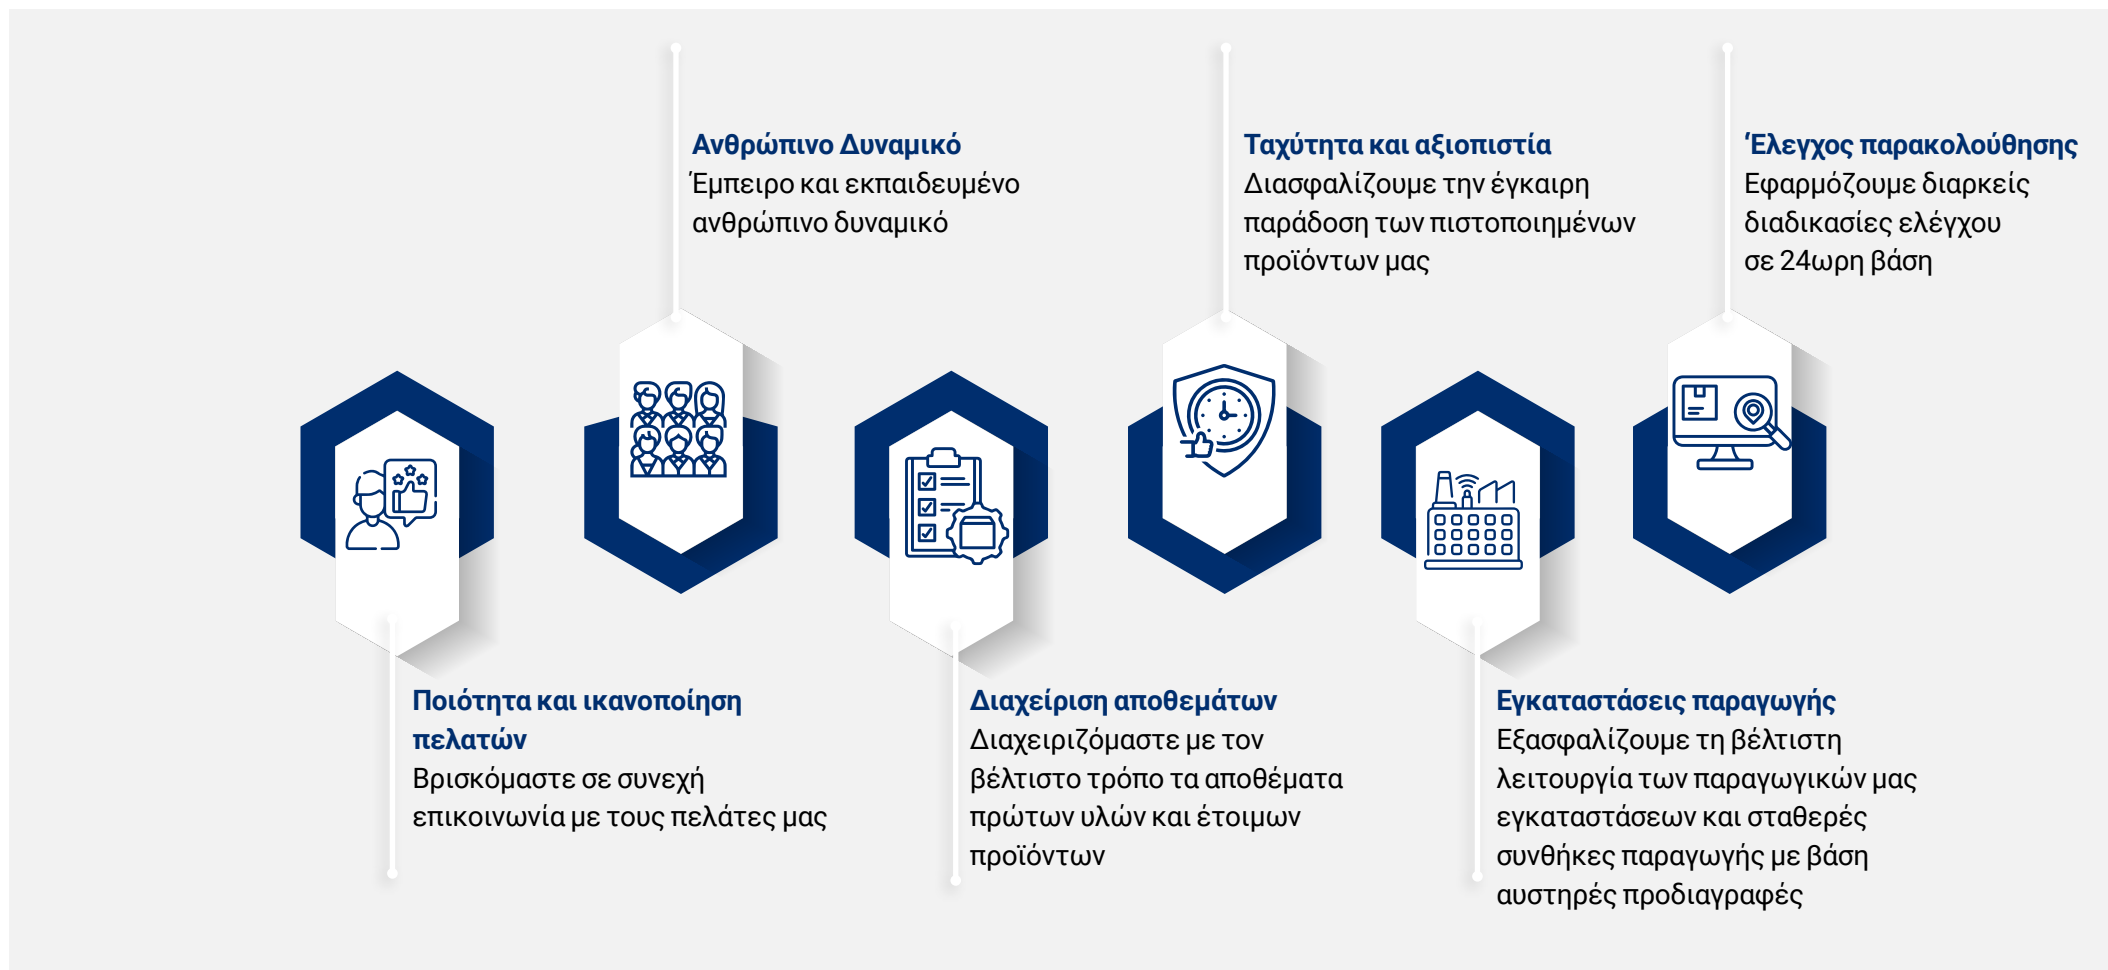 Ανθρώπινο Δυναμικό
Έμπειρο και εκπαιδευμένο
ανθρώπινο δυναμικό
Ταχύτητα και αξιοπιστία
Διασφαλίζουμε την έγκαιρη
παράδοση των πιστοποιημένων
προϊόντων μας
Έλεγχος παρακολούθησης
Εφαρμόζουμε διαρκείς
διαδικασίες ελέγχου
σε 24ωρη βάση
Ποιότητα και ικανοποίηση
πελατών
Βρισκόμαστε σε συνεχή
επικοινωνία με τους πελάτες μας
Διαχείριση αποθεμάτων
Διαχειριζόμαστε με τον
βέλτιστο τρόπο τα αποθέματα
πρώτων υλών και έτοιμων
προϊόντων
Εγκαταστάσεις παραγωγής
Εξασφαλίζουμε τη βέλτιστη
λειτουργία των παραγωγικών μας
εγκαταστάσεων και σταθερές
συνθήκες παραγωγής με βάση
αυστηρές προδιαγραφές